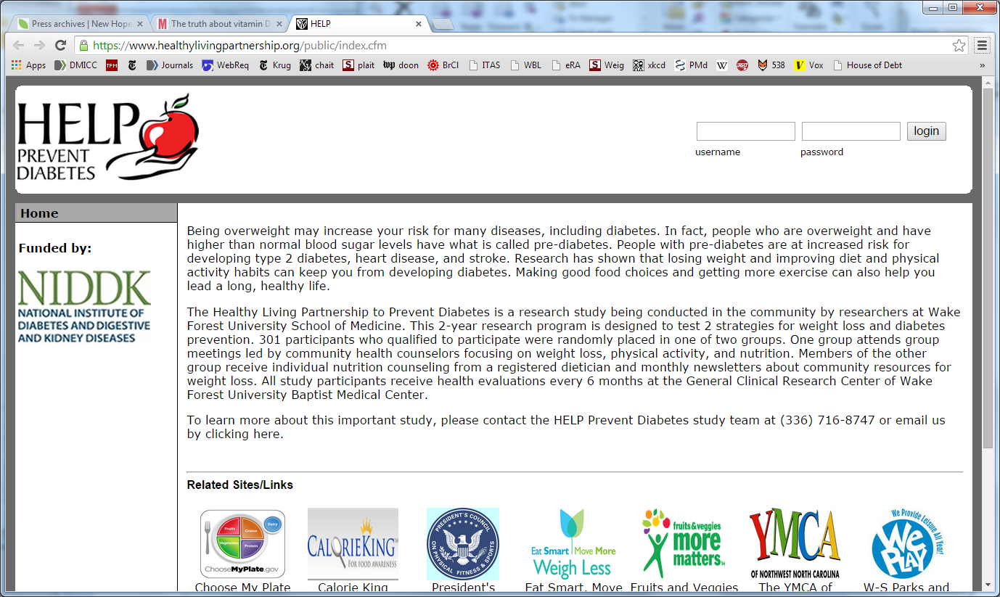 Press archives | New Hope
The truth about vitamin D
HELP
https://www.healthylivingpartnership.org/public/index.cfm
Apps DMICC TPM Journals WebReq Krug chait plait doon BrCl ITAS WBL eRA Weig xkcd PMd W 360 538 Vox House of Debt »
HELP
PREVENT
DIABETES
login
username password
Home
Funded by:
NIDDK
NATIONAL INSTITUTE OF
DIABETES AND DIGESTIVE
AND KIDNEY DISEASES
Being overweight may increase your risk for many diseases, including diabetes. In fact, people who are overweight and have
higher than normal blood sugar levels have what is called pre-diabetes. People with pre-diabetes are at increased risk for
developing type 2 diabetes, heart disease, and stroke. Research has shown that losing weight and improving diet and physical
activity habits can keep you from developing diabetes. Making good food choices and getting more exercise can also help you
lead a long, healthy life.
The Healthy Living Partnership to Prevent Diabetes is a research study being conducted in the community by researchers at Wake
Forest University School of Medicine. This 2-year research program is designed to test 2 strategies for weight loss and diabetes
prevention. 301 participants who qualified to participate were randomly placed in one of two groups. One group attends group
meetings led by community health counselors focusing on weight loss, physical activity, and nutrition. Members of the other
group receive individual nutrition counseling from a registered dietician and monthly newsletters about community resources for
weight loss. All study participants receive health evaluations every 6 months at the General Clinical Research Center of Wake
Forest University Baptist Medical Center.
To learn more about this important study, please contact the HELP Prevent Diabetes study team at (336) 716-8747 or email us
by clicking here.
Related Sites/Links
Fruits Grains Dairy
Vegetables Protein
ChooseMyPlate.gov
CALORIEKING
FOR FOOD AWARENESS
PRESIDENT'S COUNCIL
ON PHYSICAL FITNESS & SPORTS
Eat Smart Move More
Weigh Less
fruits&veggies
more
matters.
YMCA
OF NORTHWEST NORTH CAROLINA
We Provide Leisure All Year!
We
PLAY
Choose My Plate Calorie King President's Eat Smart, Move Fruits and Veggies The YMCA of W-S Parks and